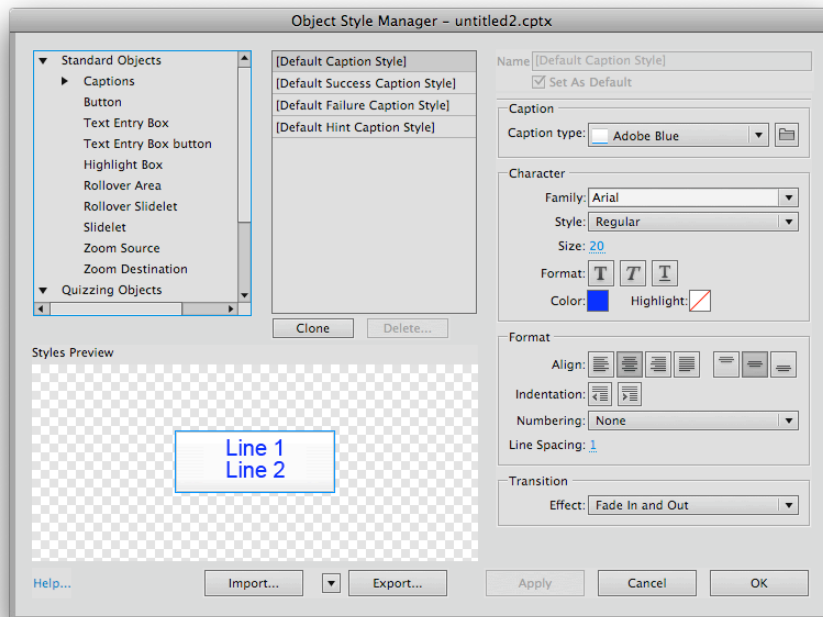 Object Style Manager - untitled2.cptx
Standard Objects
Captions
Button
Text Entry Box
Text Entry Box button
Highlight Box
Rollover Area
Rollover Slidelet
Slidelet
Zoom Source
Zoom Destination
Quizzing Objects
[Default Caption Style]
[Default Success Caption Style]
[Default Failure Caption Style]
[Default Hint Caption Style]
Clone
Delete...
Styles Preview
Line 1
Line 2
Name [Default Caption Style]
Set As Default
Caption
Caption type: Adobe Blue
Character
Family: Arial
Style: Regular
Size: 20
Format: T T T
Color: Highlight:
Format
Align:
Indentation:
Numbering: None
Line Spacing: 1
Transition
Effect: Fade In and Out
Help...
Import...
Export...
Apply
Cancel
OK